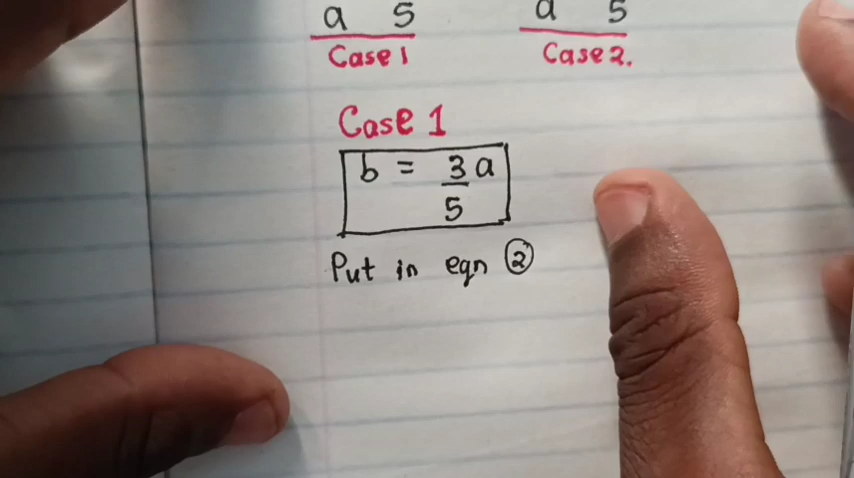 a 5 a 5
Case 1 Case 2.
Case 1
b = 3/5 a
Put in eqn ②